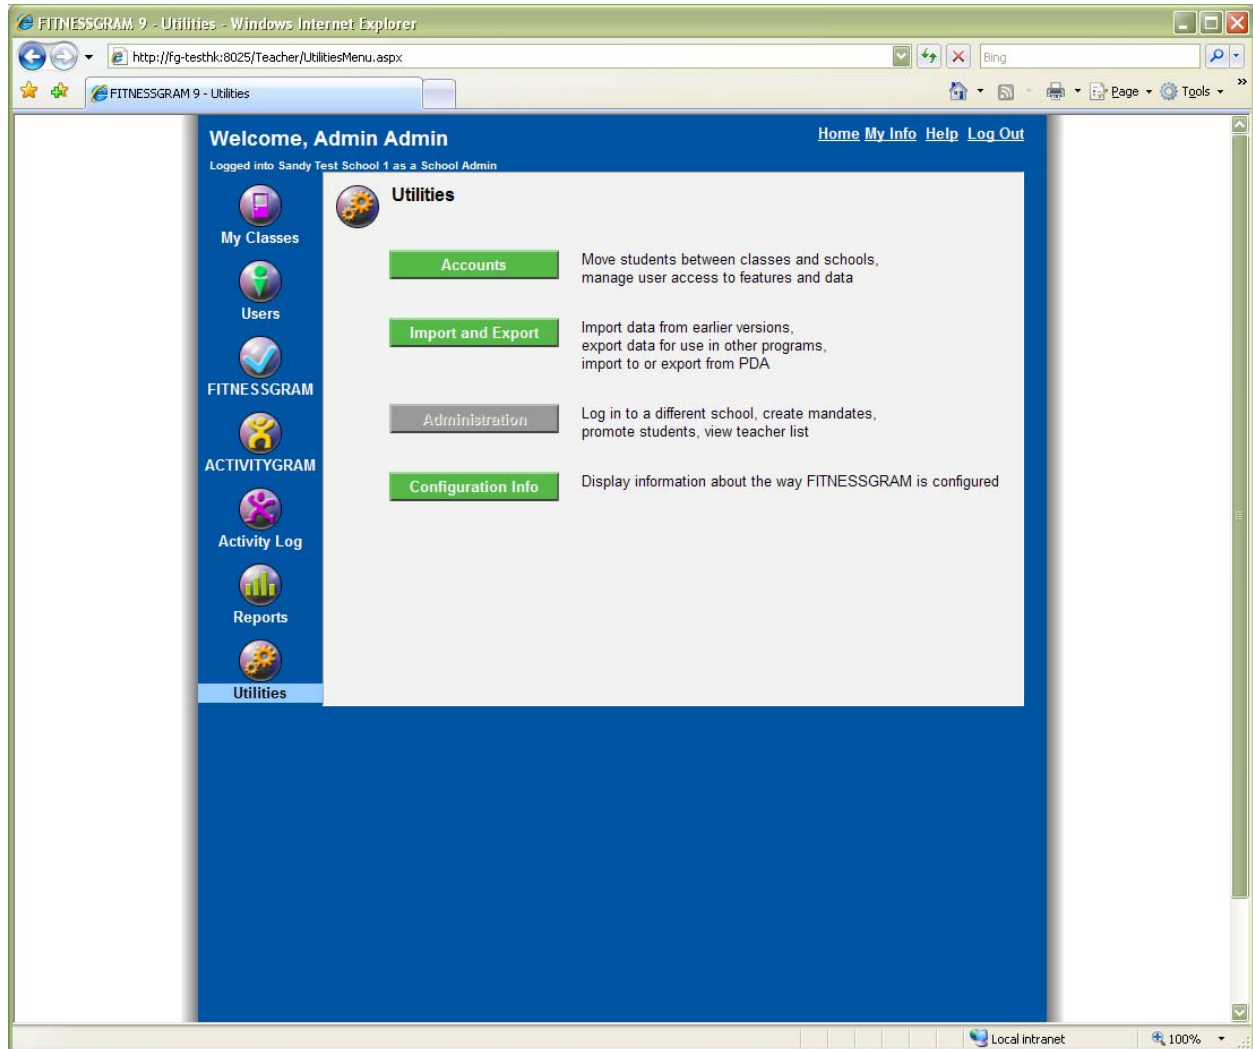 FITNESSGRAM 9 - Utilities - Windows Internet Explorer
http://fg-testhk:8025/Teacher/UtilitiesMenu.aspx
Bing
FITNESSGRAM 9 - Utilities
Page
Tools
Welcome, Admin Admin
Home My Info Help Log Out
Logged into Sandy Test School 1 as a School Admin
My Classes
Users
FITNESSGRAM
ACTIVITYGRAM
Activity Log
Reports
Utilities
Utilities
Accounts
Move students between classes and schools,
manage user access to features and data
Import and Export
Import data from earlier versions,
export data for use in other programs,
import to or export from PDA
Administration
Log in to a different school, create mandates,
promote students, view teacher list
Configuration Info
Display information about the way FITNESSGRAM is configured
Local intranet
100%